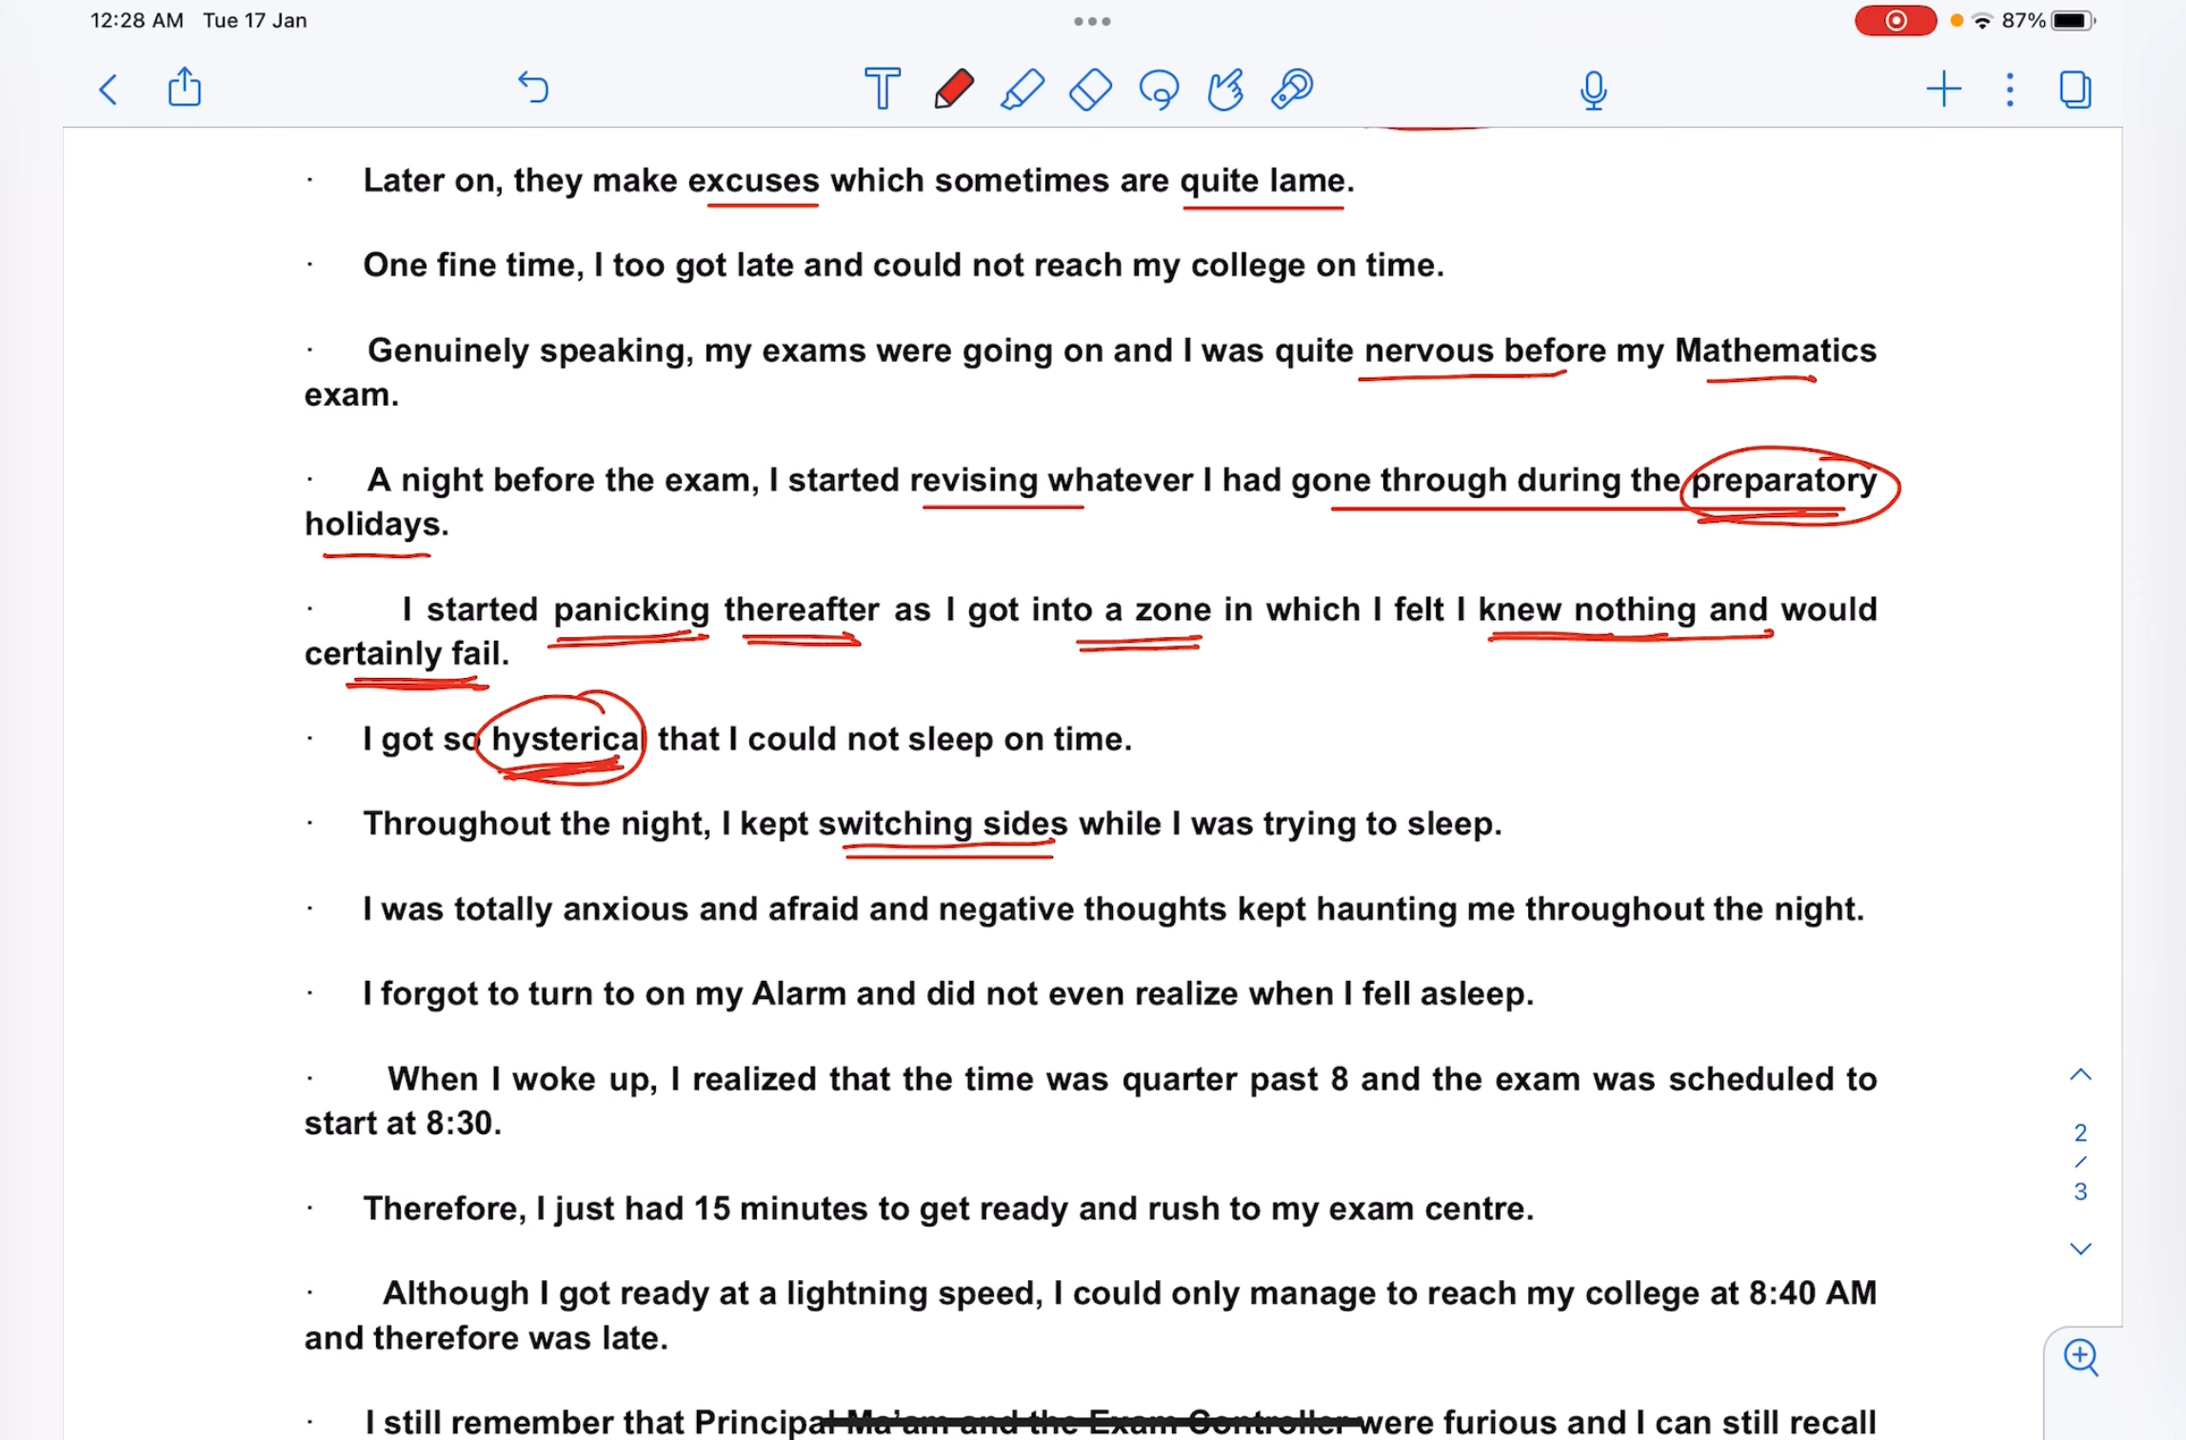 12:28 AM Tue 17 Jan
87%
T
· Later on, they make excuses which sometimes are quite lame.
· One fine time, I too got late and could not reach my college on time.
· Genuinely speaking, my exams were going on and I was quite nervous before my Mathematics
exam.
· A night before the exam, I started revising whatever I had gone through during the preparatory
holidays.
· I started panicking thereafter as I got into a zone in which I felt I knew nothing and would
certainly fail.
· I got so hysterical that I could not sleep on time.
· Throughout the night, I kept switching sides while I was trying to sleep.
· I was totally anxious and afraid and negative thoughts kept haunting me throughout the night.
· I forgot to turn to on my Alarm and did not even realize when I fell asleep.
· When I woke up, I realized that the time was quarter past 8 and the exam was scheduled to
start at 8:30.
· Therefore, I just had 15 minutes to get ready and rush to my exam centre.
· Although I got ready at a lightning speed, I could only manage to reach my college at 8:40 AM
and therefore was late.
· I still remember that Principal Ma'am and the Exam Controller were furious and I can still recall
2
/
3